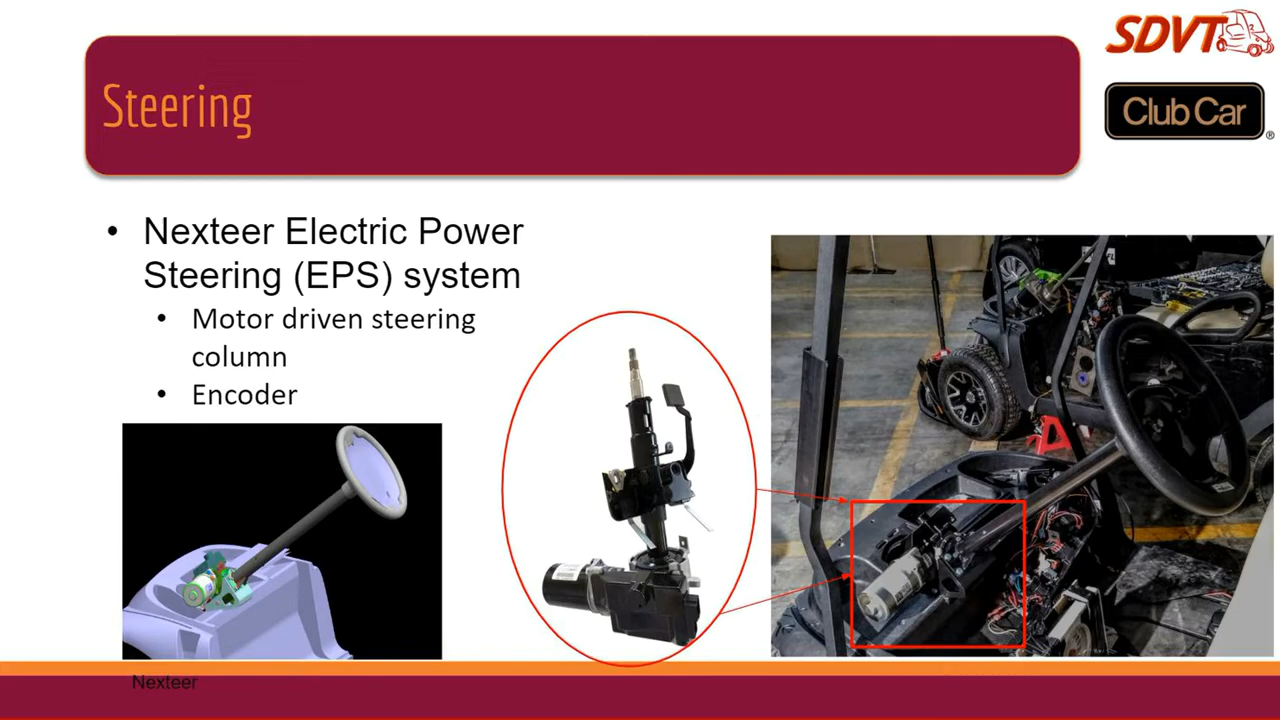 SDVT
Club Car
®
Steering
• Nexteer Electric Power
Steering (EPS) system
• Motor driven steering
column
• Encoder
Nexteer